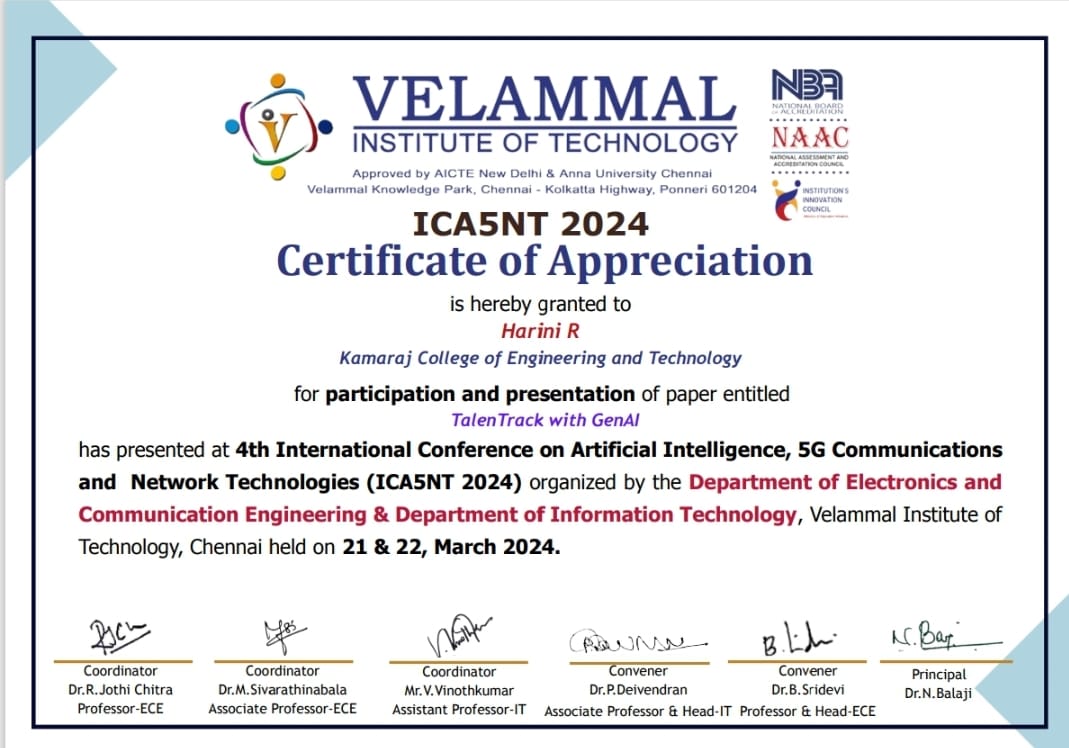 VELAMMAL
INSTITUTE OF TECHNOLOGY
Approved by AICTE New Delhi & Anna University Chennai
Velammal Knowledge Park, Chennai - Kolkatta Highway, Ponneri 601204
V
NBA
NATIONAL BOARD
OF ACCREDITATION
NAAC
NATIONAL ASSESSMENT AND
ACCREDITATION COUNCIL
INSTITUTION'S
INNOVATION
COUNCIL
ICA5NT 2024
Certificate of Appreciation
is hereby granted to
Harini R
Kamaraj College of Engineering and Technology
for participation and presentation of paper entitled
TalenTrack with GenAI
has presented at 4th International Conference on Artificial Intelligence, 5G Communications
and Network Technologies (ICA5NT 2024) organized by the Department of Electronics and
Communication Engineering & Department of Information Technology, Velammal Institute of
Technology, Chennai held on 21 & 22, March 2024.
N.Baji
Coordinator
Dr.R.Jothi Chitra
Professor-ECE
Coordinator
Dr.M.Sivarathinabala
Associate Professor-ECE
Coordinator
Mr.V.Vinothkumar
Assistant Professor-IT
Convener
Dr.P.Deivendran
Associate Professor & Head-IT
Convener
Dr.B.Sridevi
Professor & Head-ECE
Principal
Dr.N.Balaji